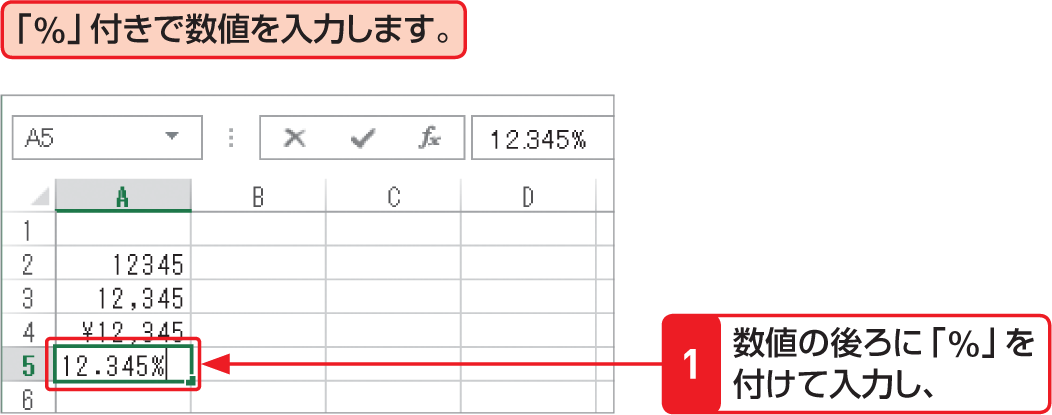 「%」付きで数値を入力します。
A5 fx 12.345%
A B C D
1
2 12345
3 12,345
4 ¥12,345
5 12.345%
6
1 数値の後ろに「%」を
付けて入力し、